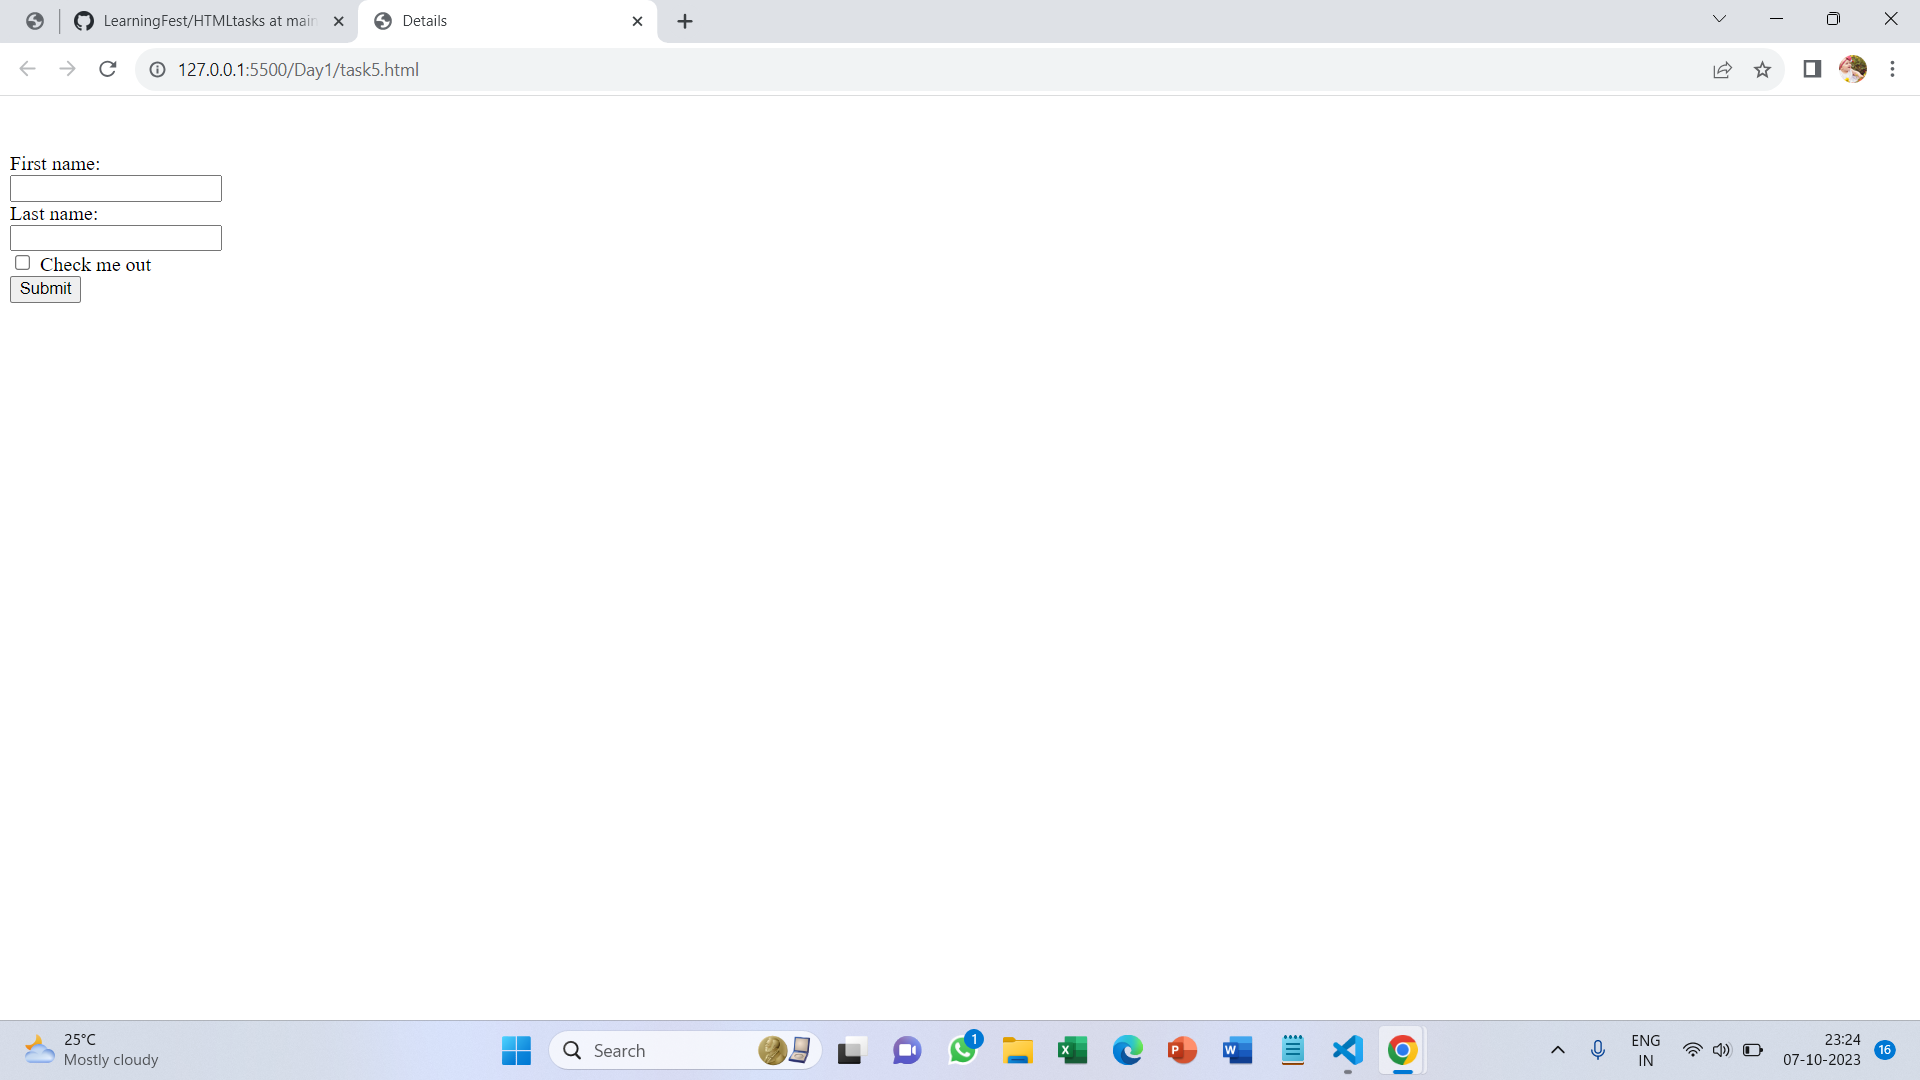 LearningFest/HTMLtasks at main
Details
127.0.0.1:5500/Day1/task5.html
First name:
Last name:
Check me out
Submit
25°C
Mostly cloudy
Search
1
X
P
W
ENG
IN
23:24
07-10-2023
16